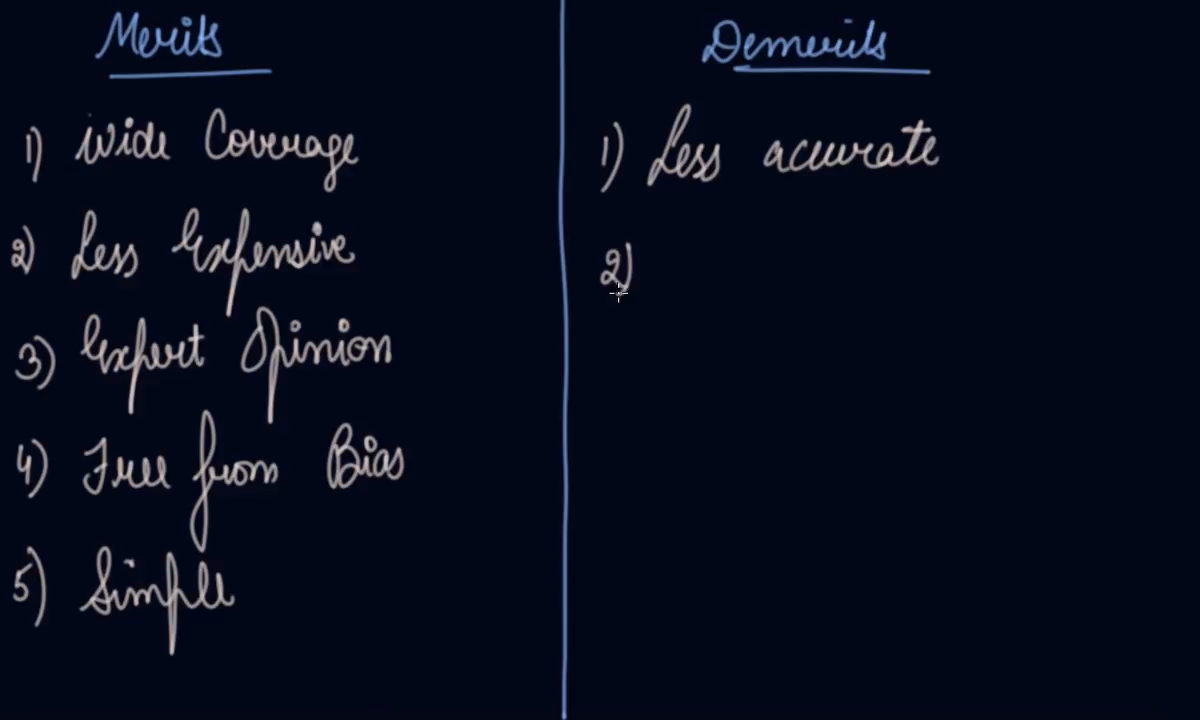 Merits
1) Wide Coverage
2) Less Expensive
3) Expert Opinion
4) Free from Bias
5) Simple
Demerits
1) Less accurate
2)